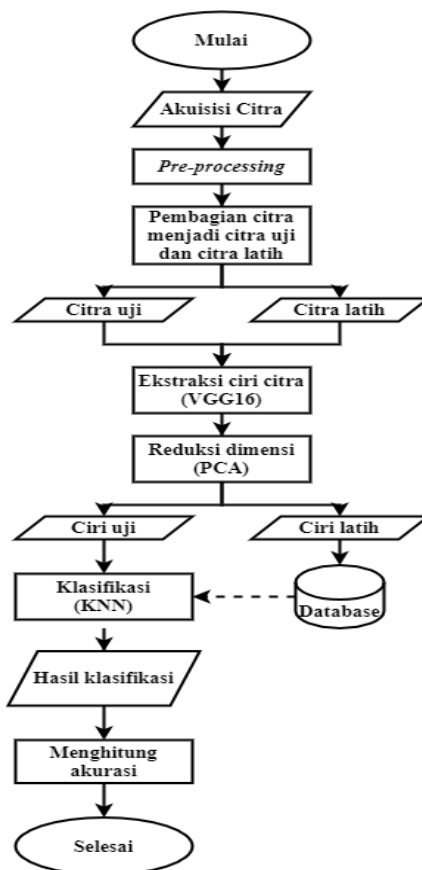 Mulai
Akuisisi Citra
Pre-processing
Pembagian citra
menjadi citra uji
dan citra latih
Citra uji
Citra latih
Ekstraksi ciri citra
(VGG16)
Reduksi dimensi
(PCA)
Ciri uji
Ciri latih
Klasifikasi
(KNN)
Database
Hasil klasifikasi
Menghitung
akurasi
Selesai